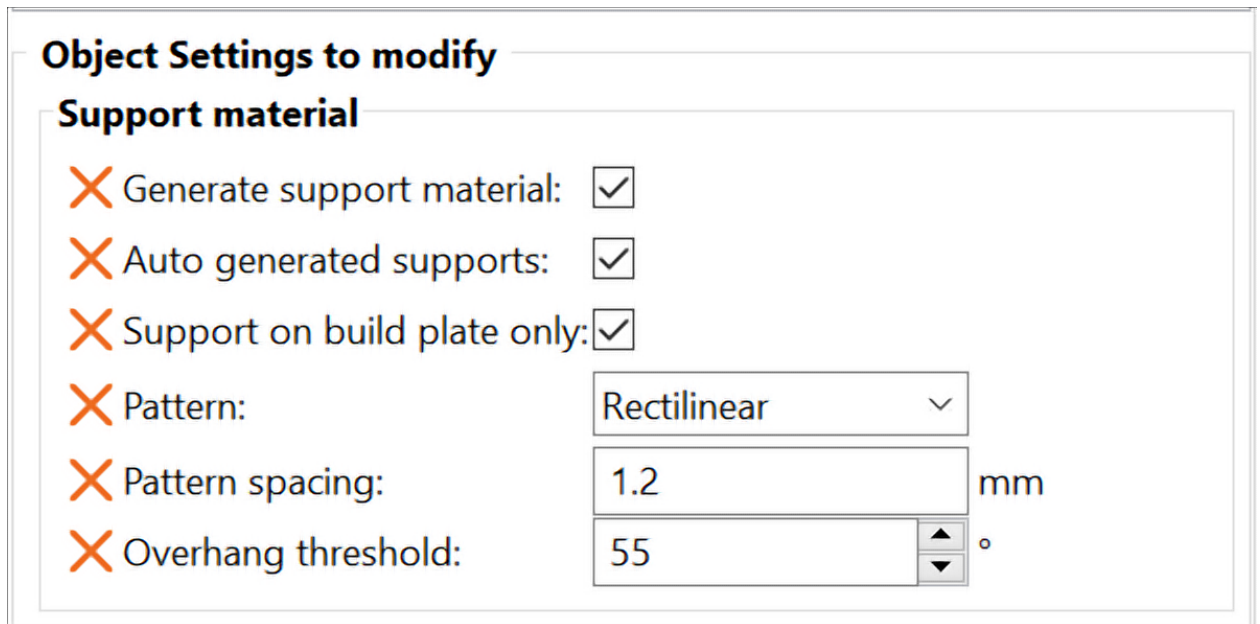 Object Settings to modify
Support material
Generate support material:
Auto generated supports:
Support on build plate only:
Pattern: Rectilinear
Pattern spacing: 1.2 mm
Overhang threshold: 55 °